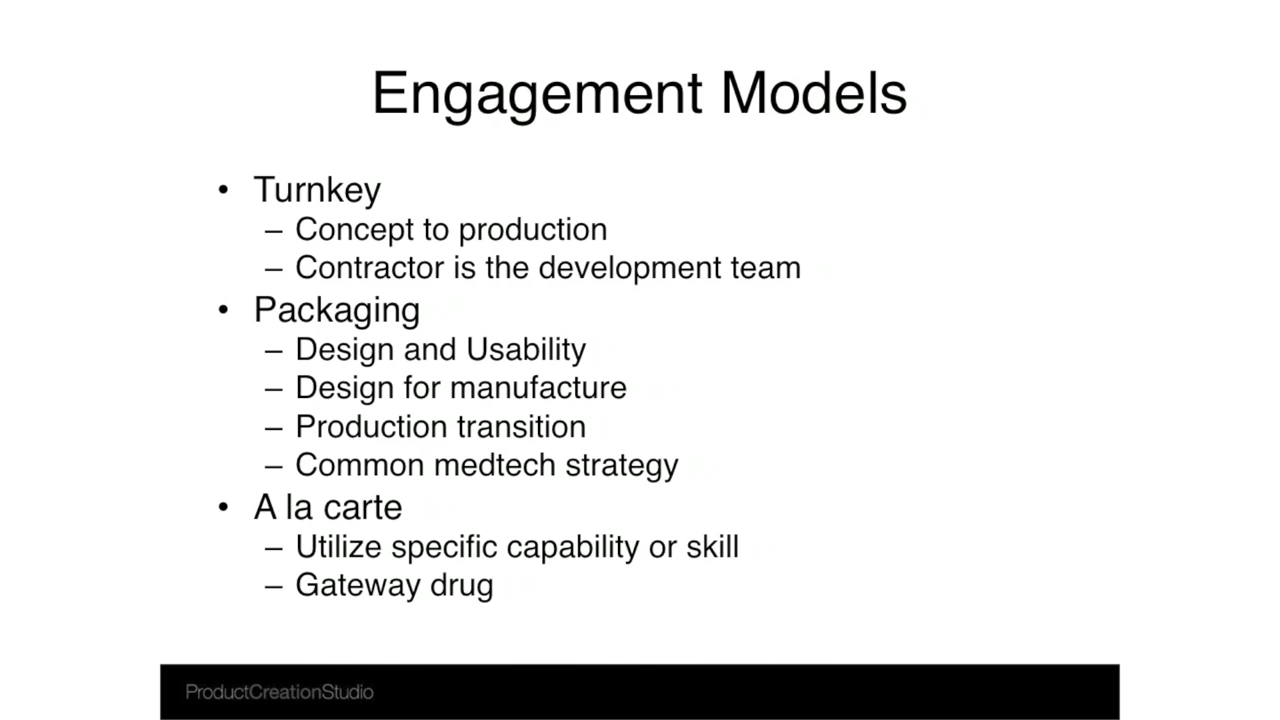 Engagement Models
• Turnkey
– Concept to production
– Contractor is the development team
• Packaging
– Design and Usability
– Design for manufacture
– Production transition
– Common medtech strategy
• A la carte
– Utilize specific capability or skill
– Gateway drug
ProductCreationStudio